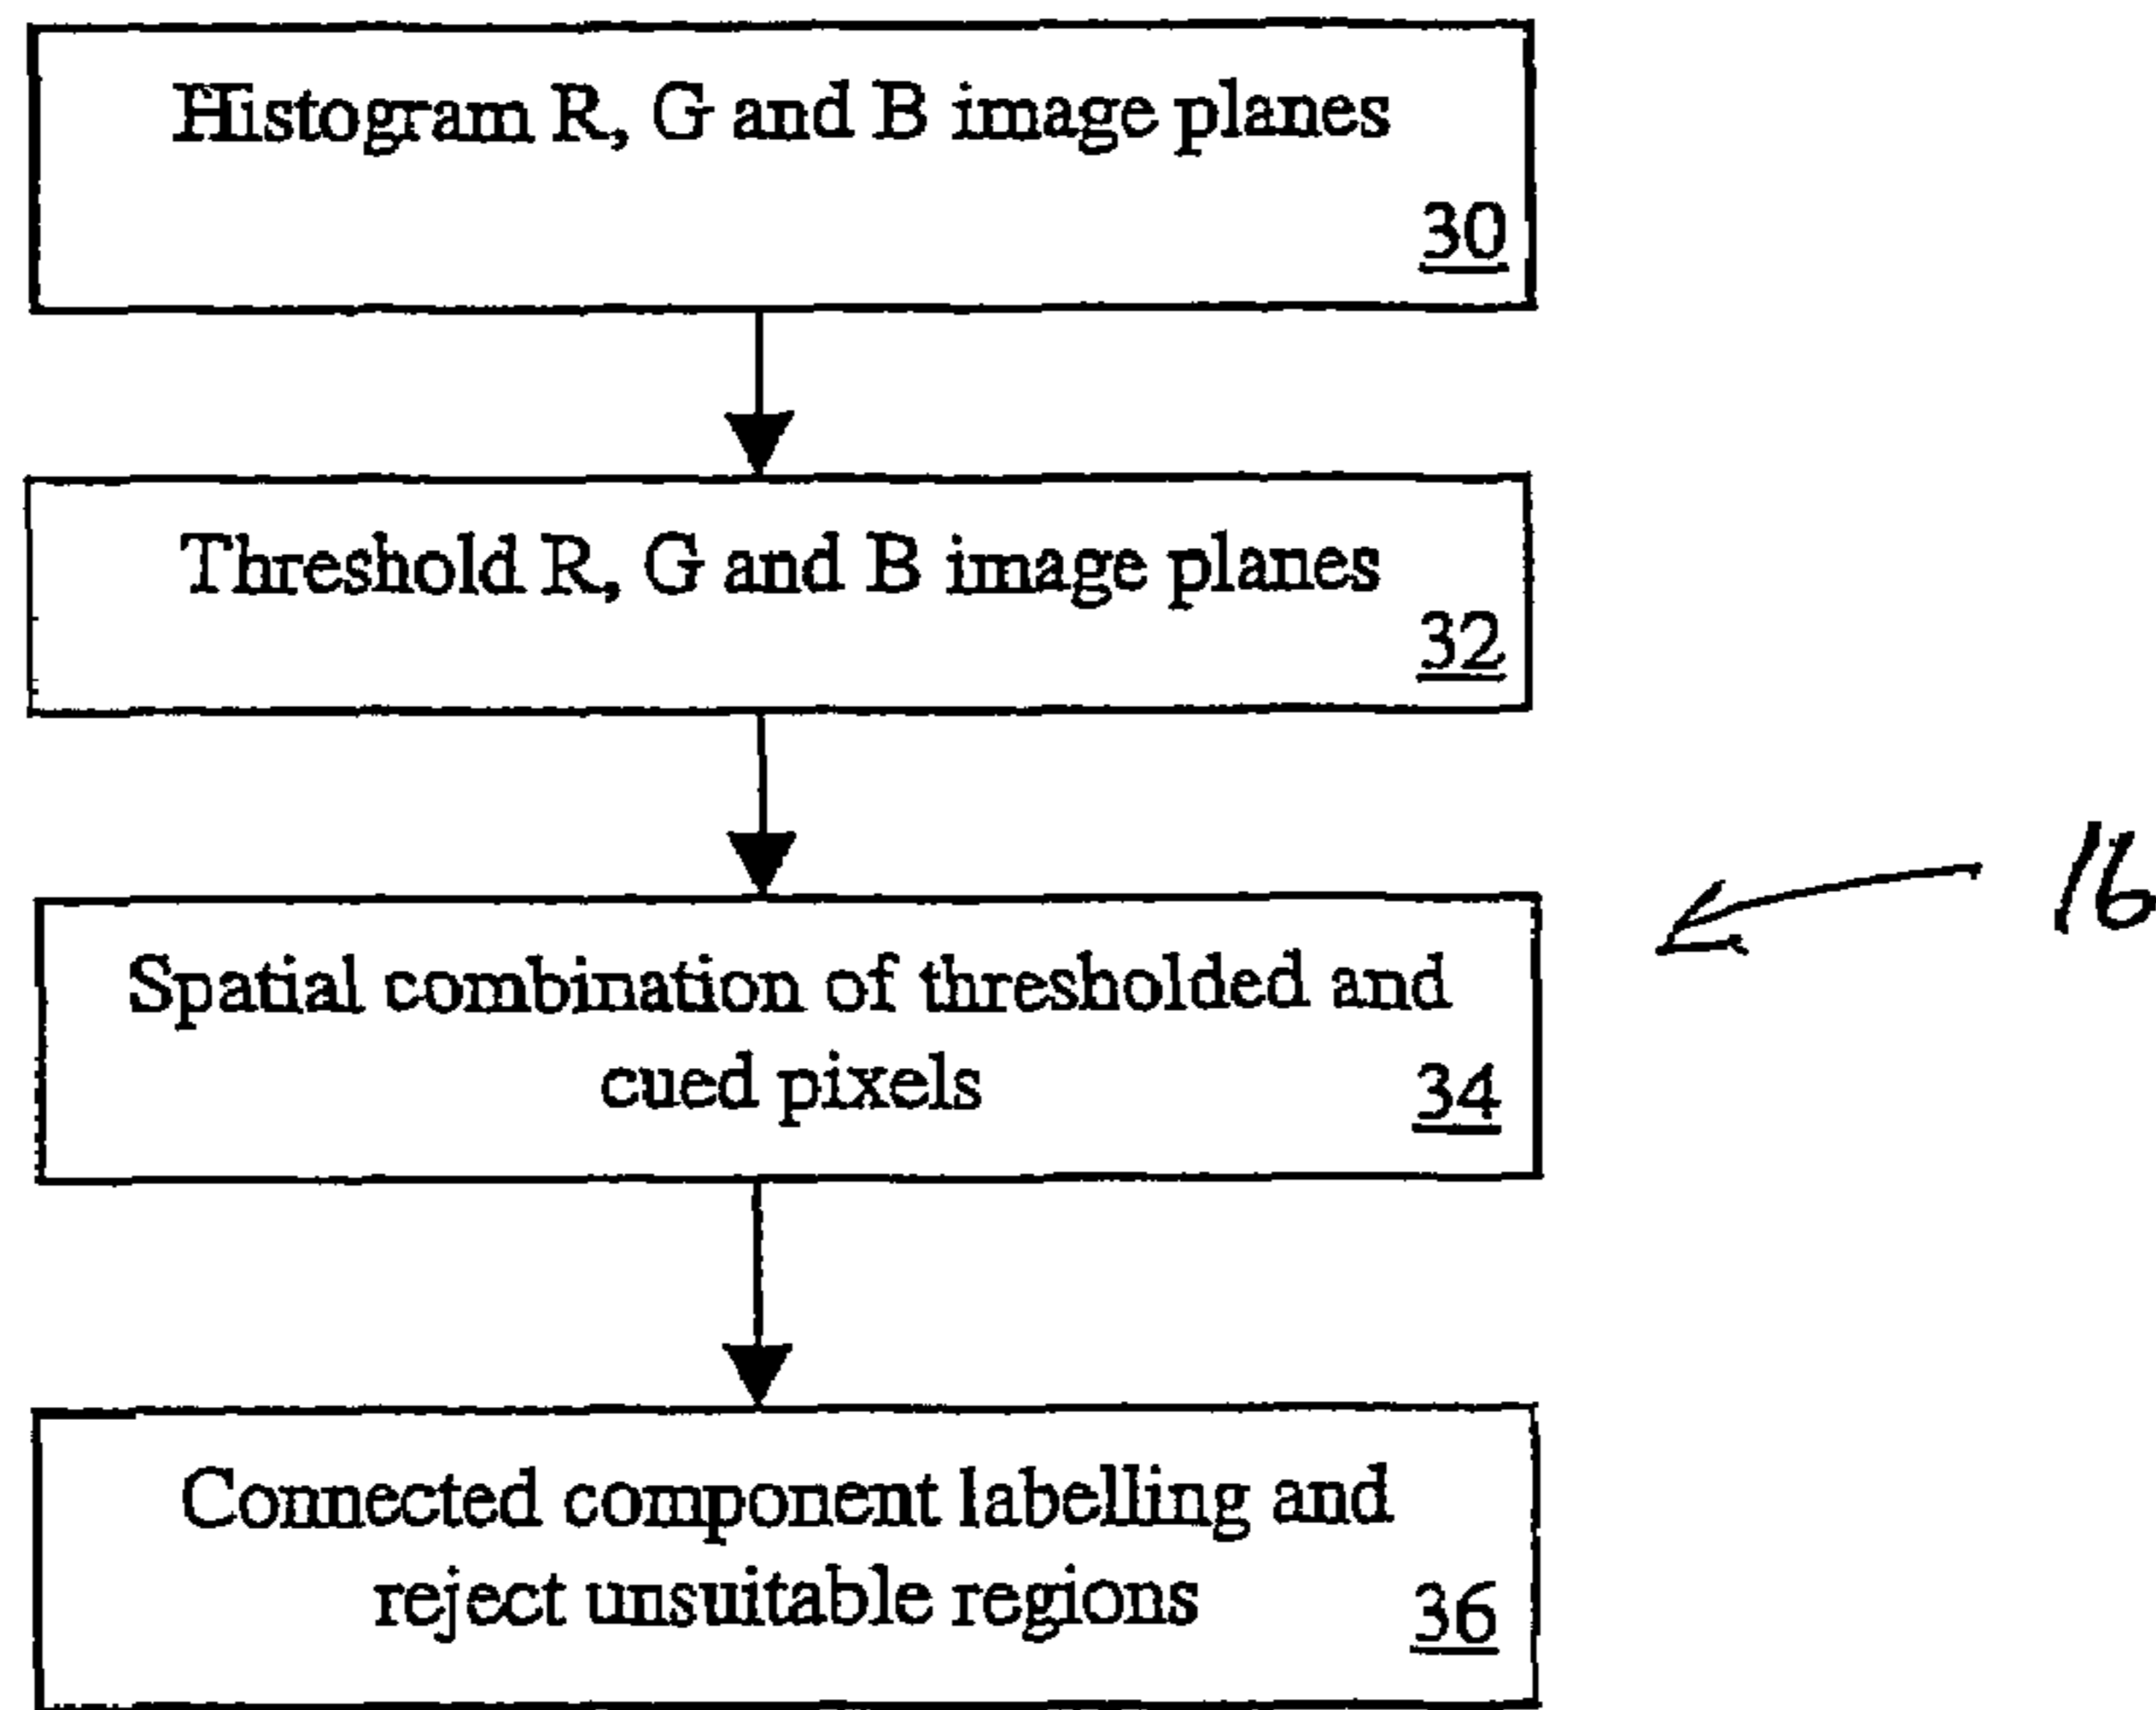 Histogram R, G and B image planes
30
Threshold R, G and B image planes
32
16
Spatial combination of thresholded and
cued pixels 34
Connected component labelling and
reject unsuitable regions 36